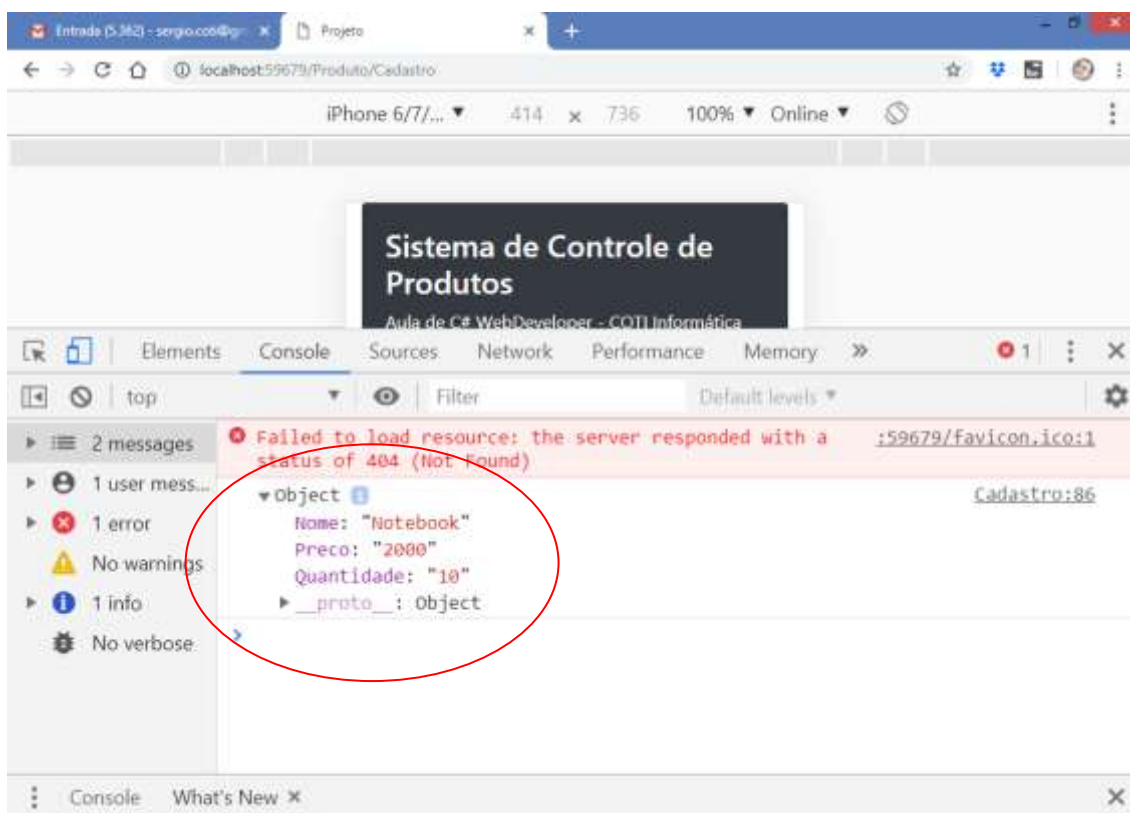 Entrada (5.362) - sergio.coti@g
Projeto
localhost:59679/Produto/Cadastro
iPhone 6/7/... ▼ 414 × 736 100% ▼ Online ▼
Sistema de Controle de
Produtos
Aula de C# WebDeveloper - COTI Informática
Elements Console Sources Network Performance Memory » 1
top Filter Default levels ▼
2 messages
1 user mess...
1 error
No warnings
1 info
No verbose
Failed to load resource: the server responded with a :59679/favicon.ico:1
status of 404 (Not Found)
▼Object Cadastro:86
Nome: "Notebook"
Preco: "2000"
Quantidade: "10"
▶ __proto__: Object
Console What's New ×